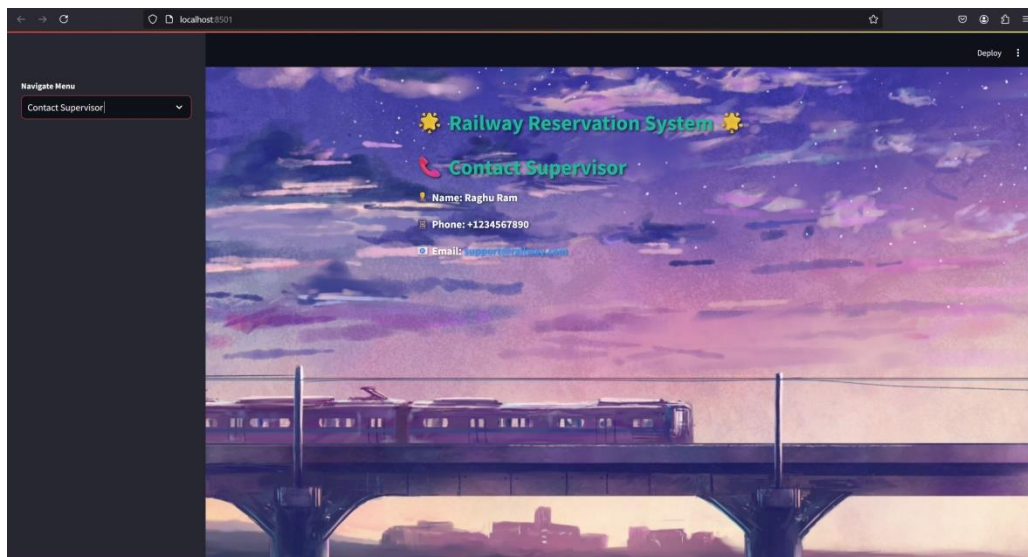 localhost:8501
Deploy
Navigate Menu
Contact Supervisor
Railway Reservation System
Contact Supervisor
Name: Raghu Ram
Phone: +1234567890
Email: